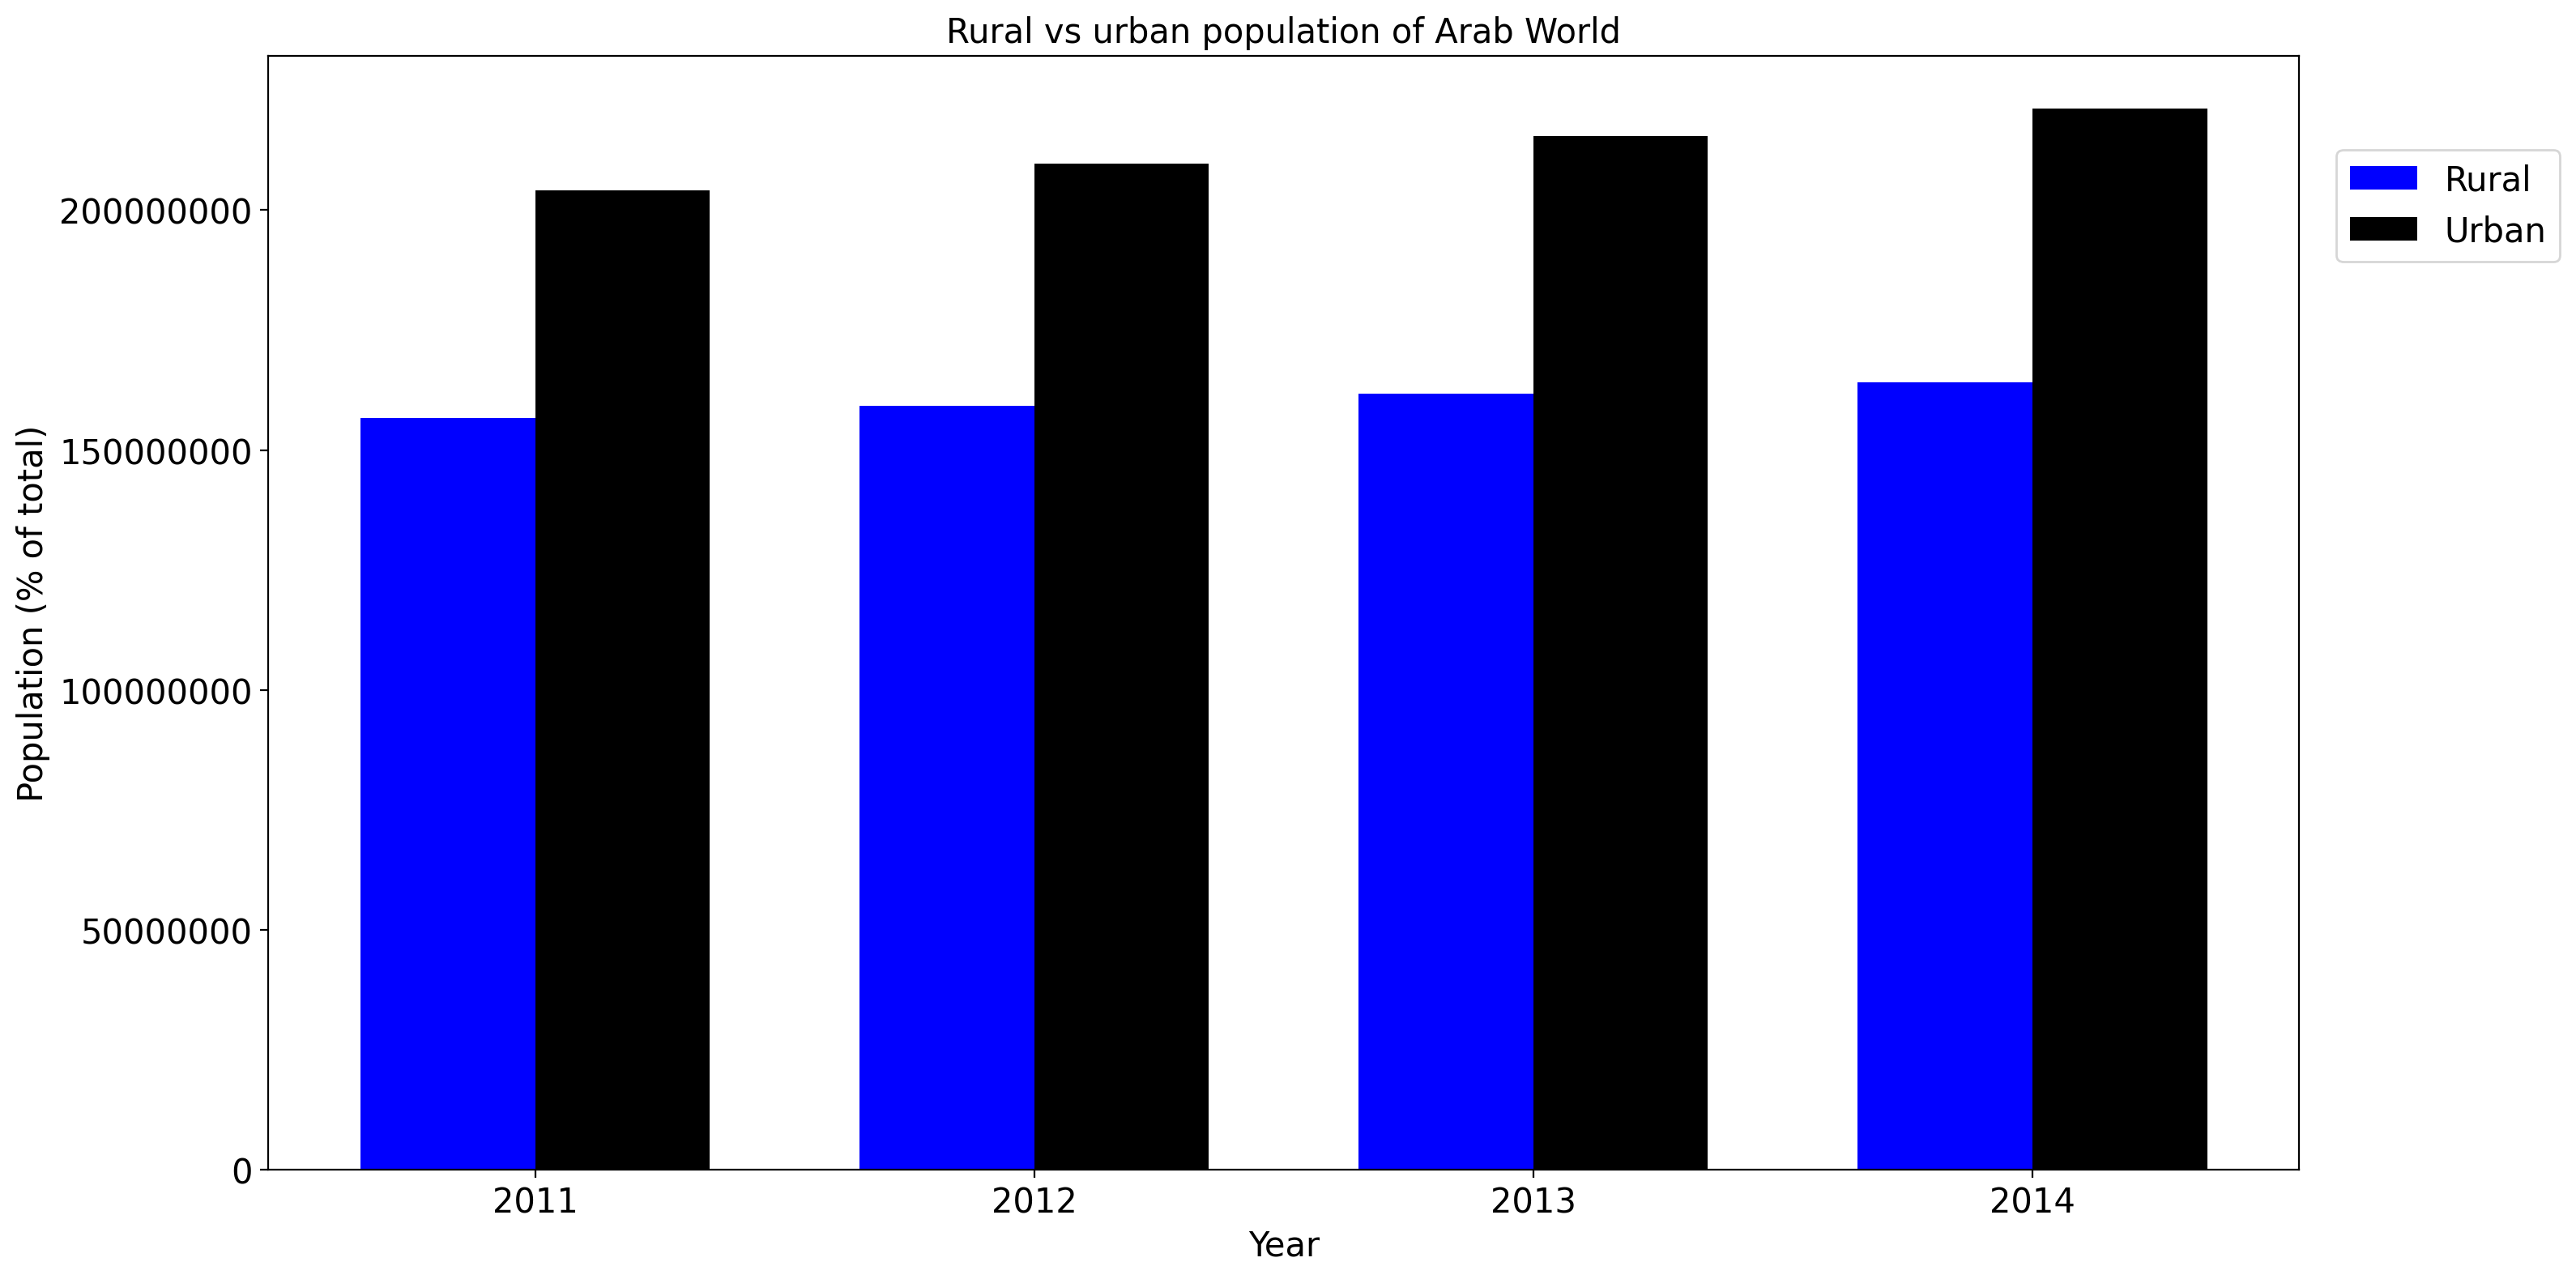 Rural vs urban population of Arab World
Population (% of total)
200000000
150000000
100000000
50000000
0
2011 2012 2013 2014
Year
Rural
Urban